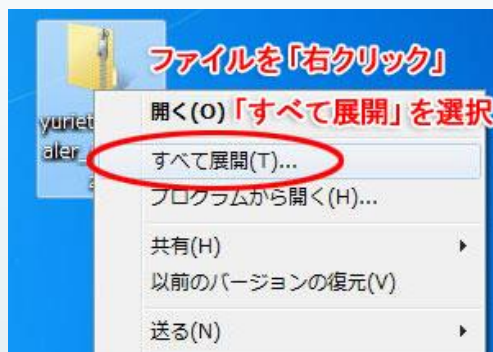 ファイルを「右クリック」
開く(O)「すべて展開」を選択
yuriet
aler_
すべて展開(T)...
プログラムから開く(H)...
共有(H)
以前のバージョンの復元(V)
送る(N)